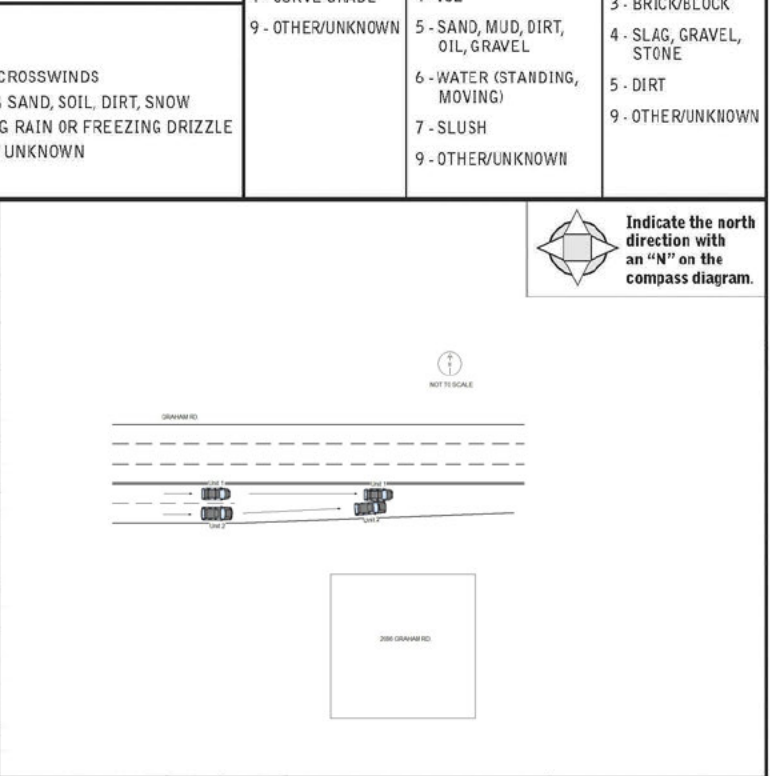 CROSSWINDS
SAND, SOIL, DIRT, SNOW
G RAIN OR FREEZING DRIZZLE
UNKNOWN
9 - OTHER/UNKNOWN
5 - SAND, MUD, DIRT,
OIL, GRAVEL
6 - WATER (STANDING,
MOVING)
7 - SLUSH
9 - OTHER/UNKNOWN
3 - BRICK/BLOCK
4 - SLAG, GRAVEL,
STONE
5 - DIRT
9 - OTHER/UNKNOWN
Indicate the north
direction with
an “N” on the
compass diagram.
NOT TO SCALE
GRAHAM RD.
Unit 1
Unit 1
Unit 2
Unit 2
GRAHAM RD.